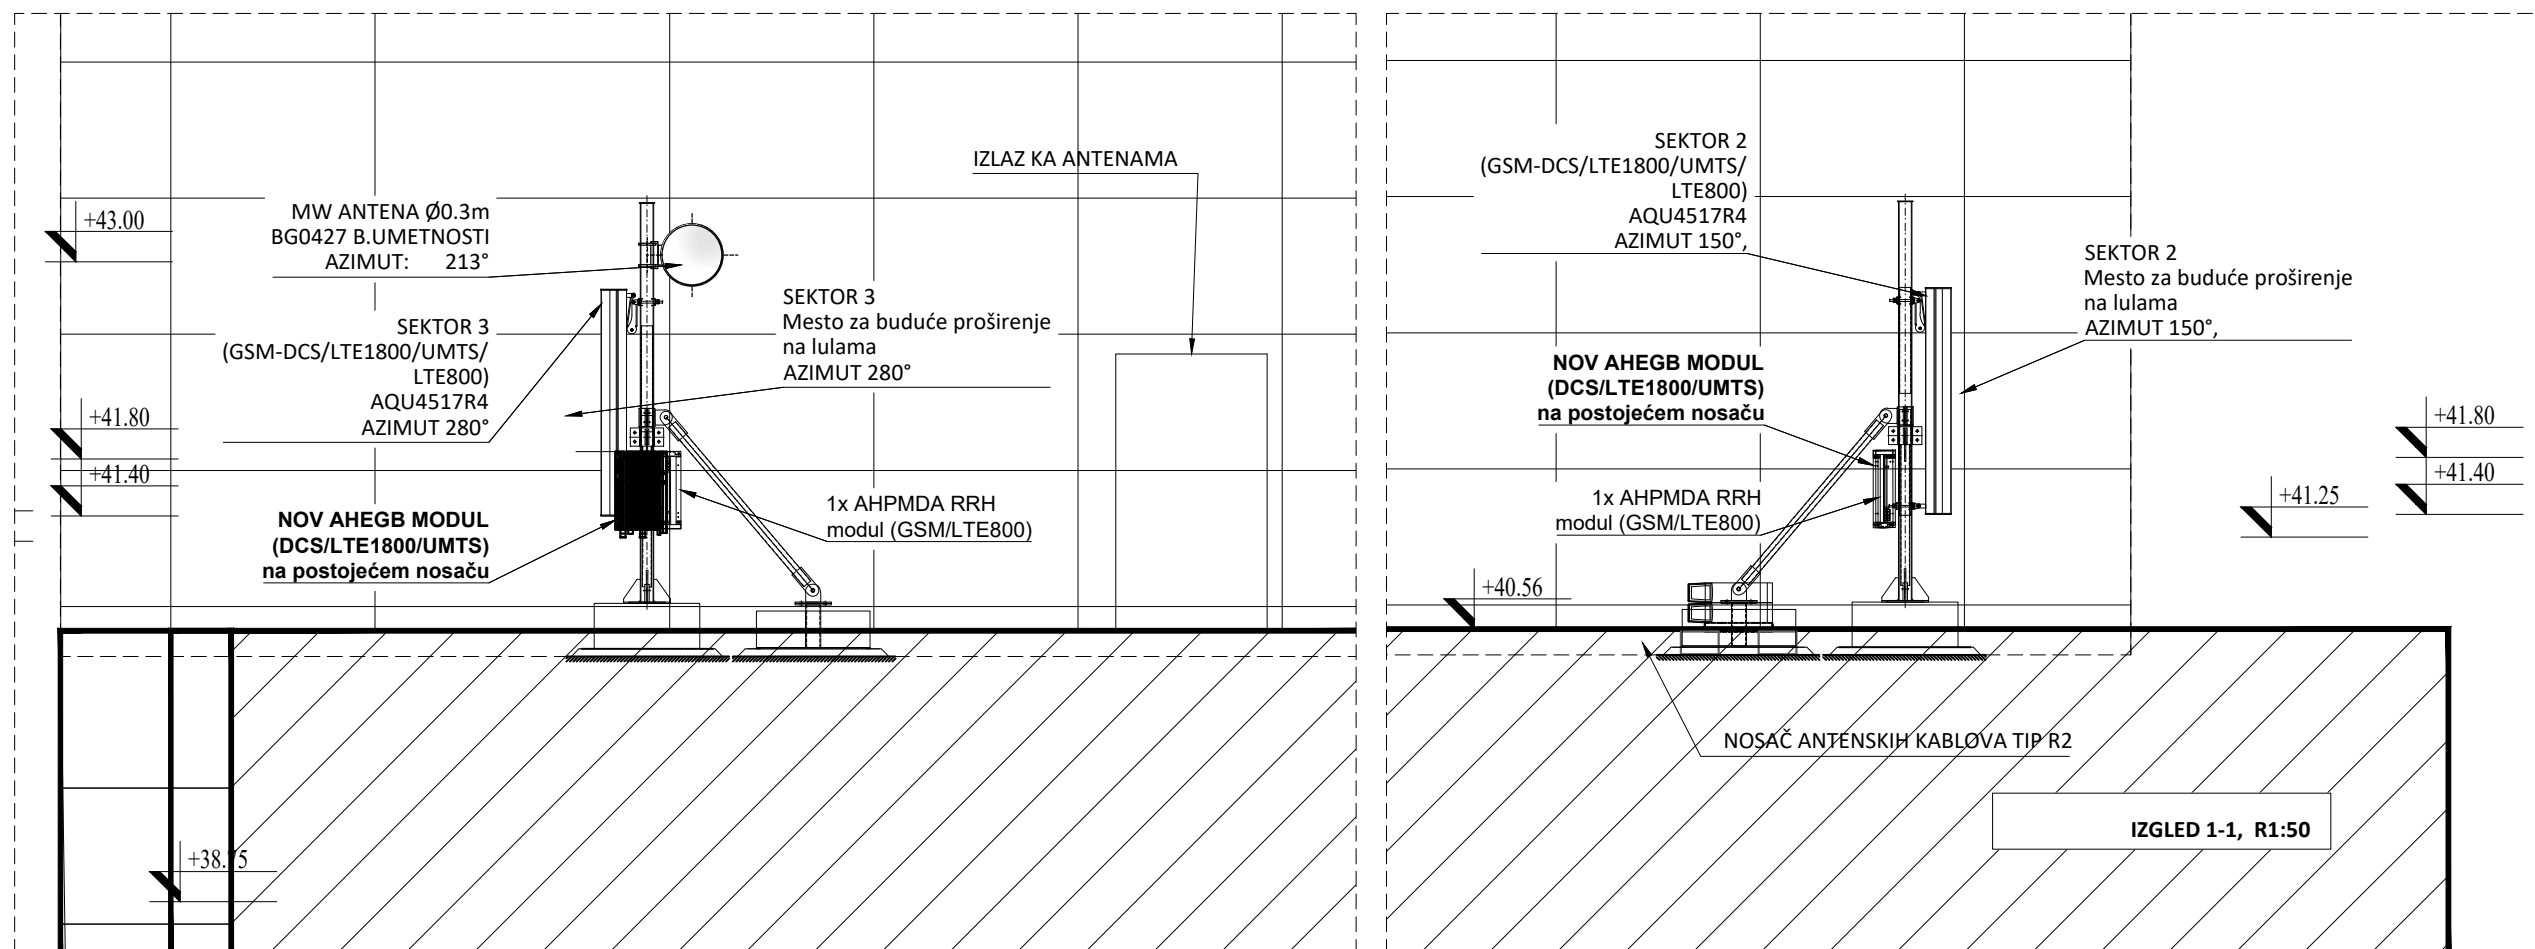 +43.00
+41.80
+41.40
+38.75
MW ANTENA Ø0.3m
BG0427 B.UMETNOSTI
AZIMUT: 213°
SEKTOR 3
(GSM-DCS/LTE1800/UMTS/
LTE800)
AQU4517R4
AZIMUT 280°
NOV AHEGB MODUL
(DCS/LTE1800/UMTS)
na postojećem nosaču
SEKTOR 3
Mesto za buduće proširenje
na lulama
AZIMUT 280°
1x AHPMDA RRH
modul (GSM/LTE800)
IZLAZ KA ANTENAMA
SEKTOR 2
(GSM-DCS/LTE1800/UMTS/
LTE800)
AQU4517R4
AZIMUT 150°,
NOV AHEGB MODUL
(DCS/LTE1800/UMTS)
na postojećem nosaču
1x AHPMDA RRH
modul (GSM/LTE800)
+40.56
SEKTOR 2
Mesto za buduće proširenje
na lulama
AZIMUT 150°,
+41.80
+41.40
+41.25
NOSAČ ANTENSKIH KABLOVA TIP R2
IZGLED 1-1, R1:50